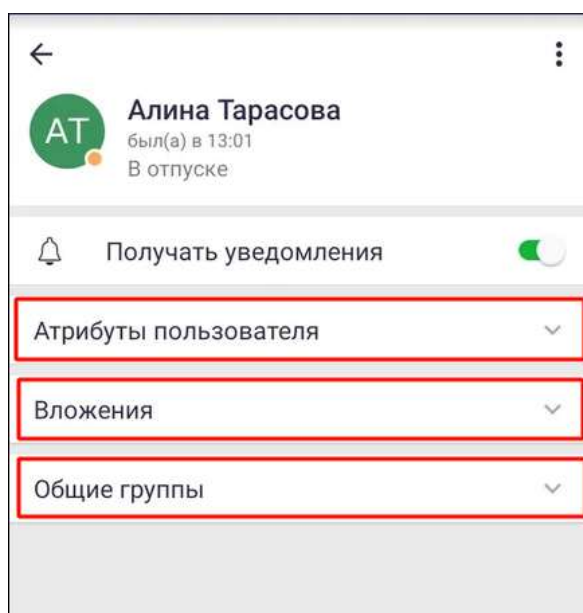 Алина Тарасова
АТ
был(а) в 13:01
В отпуске
Получать уведомления
Атрибуты пользователя
Вложения
Общие группы